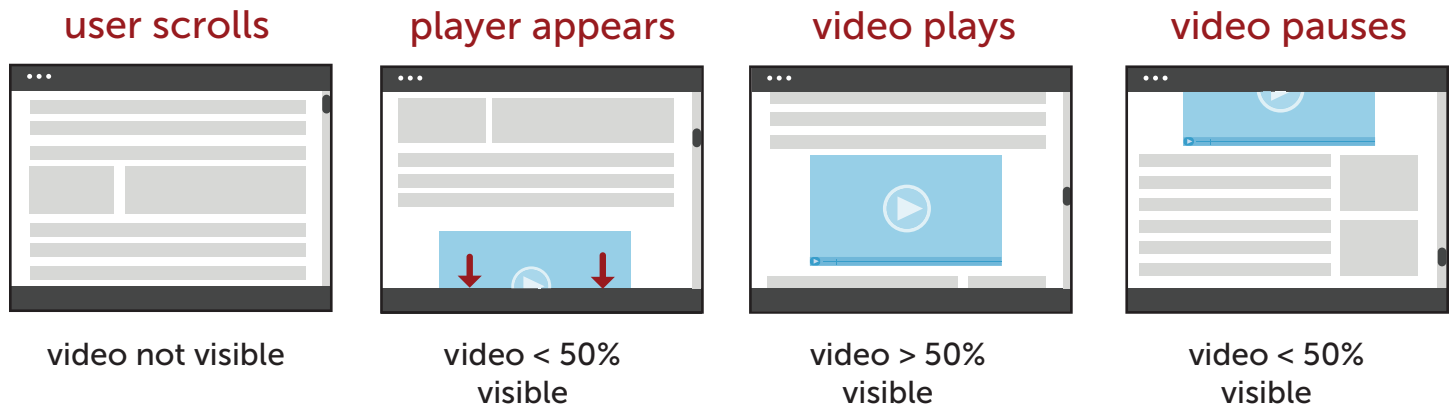 user scrolls
player appears
video plays
video pauses
video not visible
video < 50%
visible
video > 50%
visible
video < 50%
visible